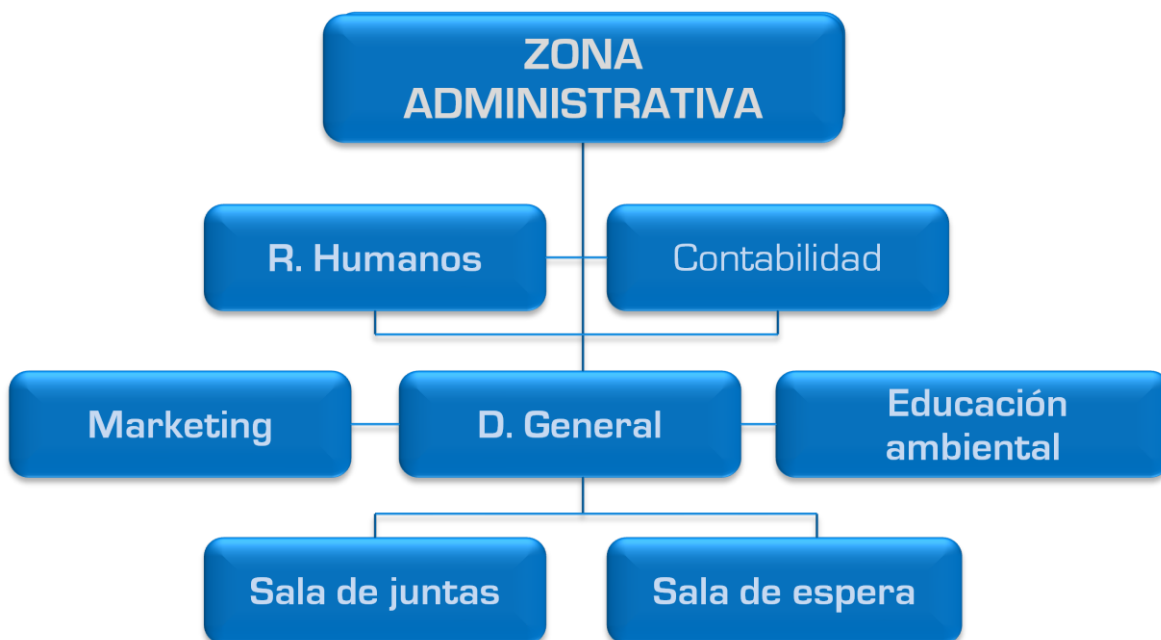 ZONA
ADMINISTRATIVA
R. Humanos
Contabilidad
Marketing
D. General
Educación
ambiental
Sala de juntas
Sala de espera